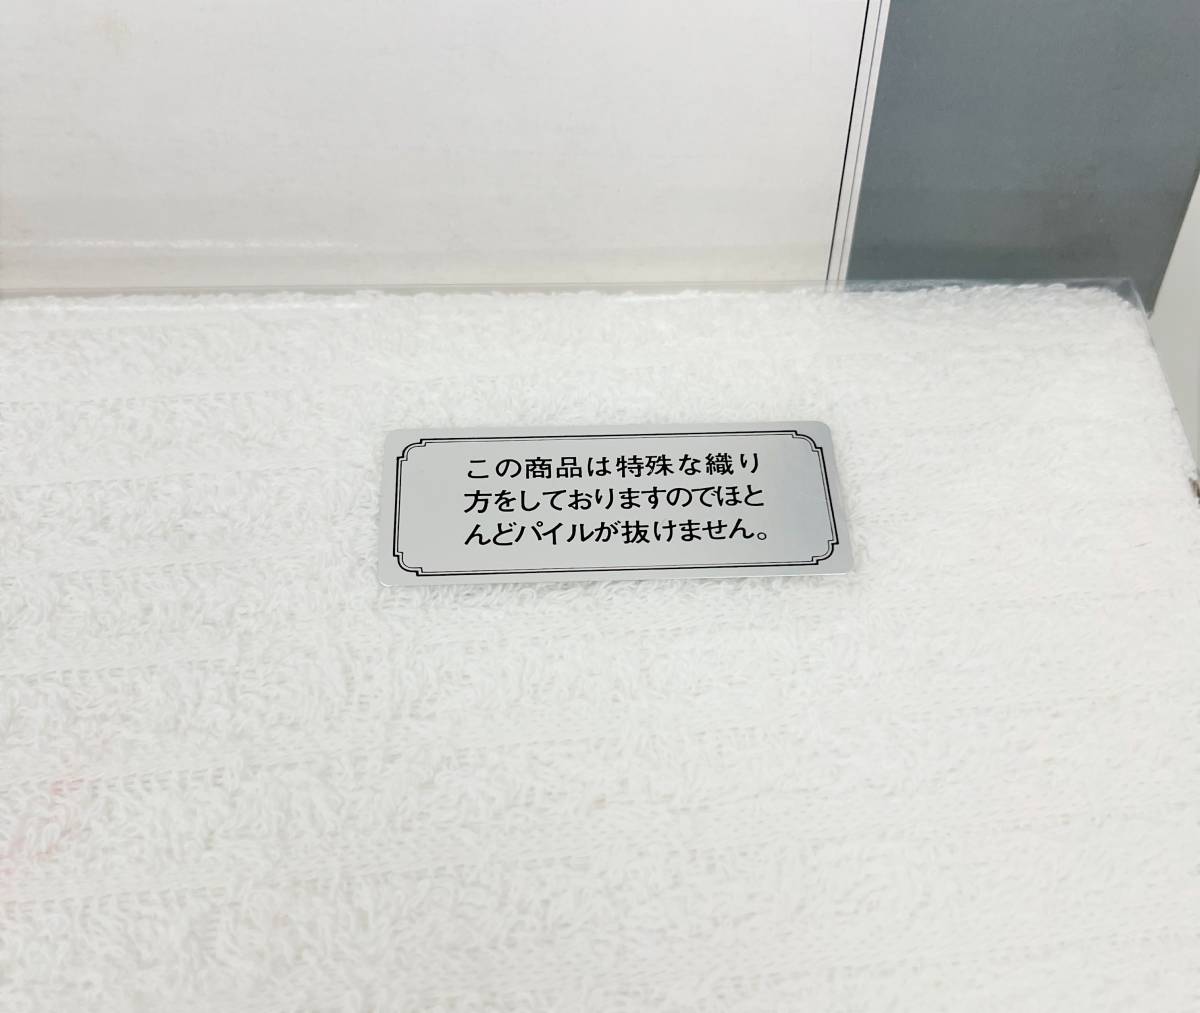 この商品は特殊な織り
方をしておりますのでほと
んどパイルが抜けません。